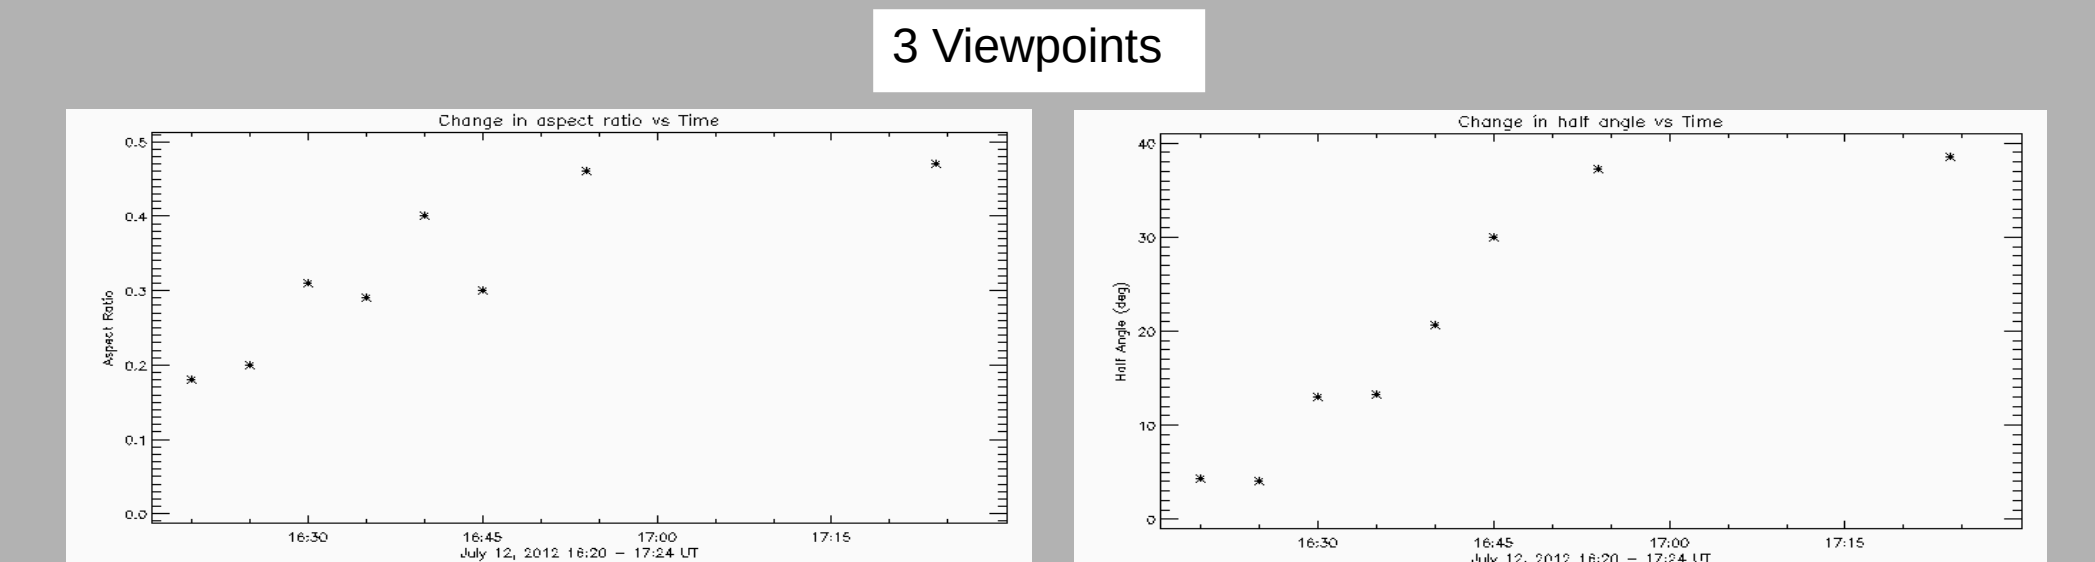 3 Viewpoints
Change in aspect ratio vs Time
0.5
0.4
0.3
0.2
0.1
0.0
Aspect Ratio
16:30 16:45 17:00 17:15
July 12, 2012 16:20 – 17:24 UT
Change in half angle vs Time
40
30
20
10
0
Half Angle (deg)
16:30 16:45 17:00 17:15
July 12, 2012 16:20 – 17:24 UT